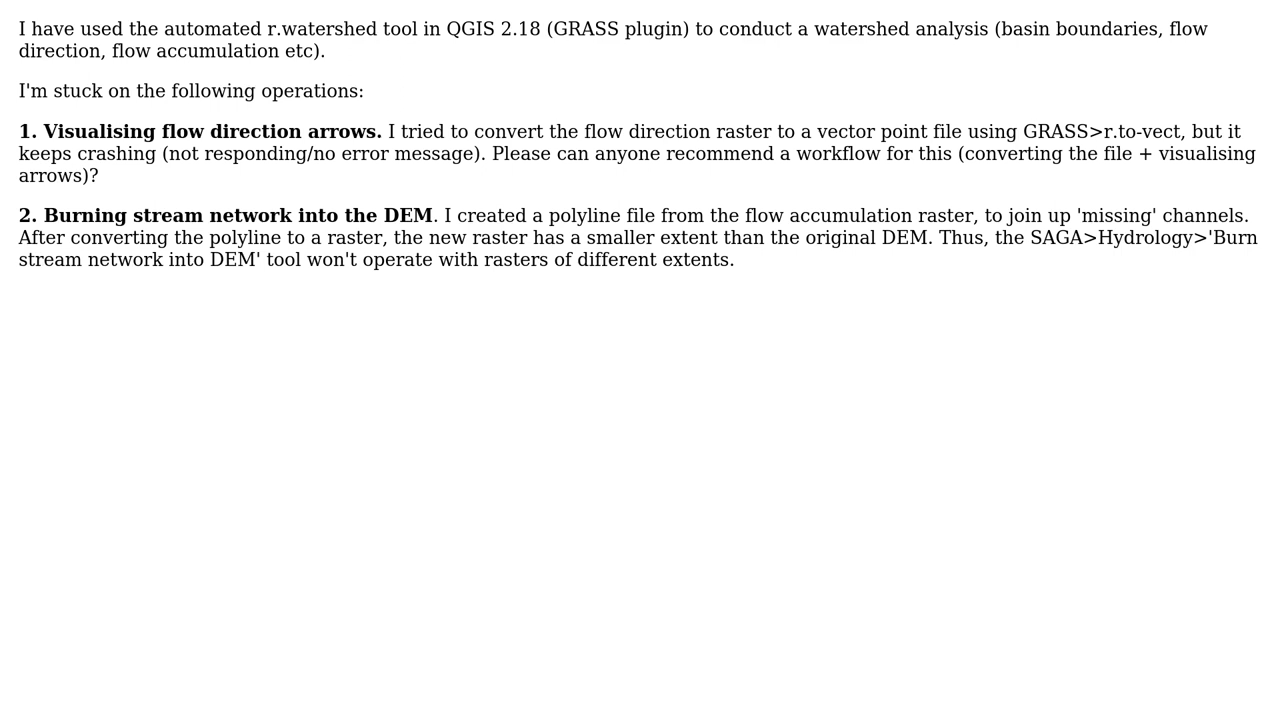 I have used the automated r.watershed tool in QGIS 2.18 (GRASS plugin) to conduct a watershed analysis (basin boundaries, flow
direction, flow accumulation etc).
I'm stuck on the following operations:
1. Visualising flow direction arrows. I tried to convert the flow direction raster to a vector point file using GRASS>r.to-vect, but it
keeps crashing (not responding/no error message). Please can anyone recommend a workflow for this (converting the file + visualising
arrows)?
2. Burning stream network into the DEM. I created a polyline file from the flow accumulation raster, to join up 'missing' channels.
After converting the polyline to a raster, the new raster has a smaller extent than the original DEM. Thus, the SAGA>Hydrology>'Burn
stream network into DEM' tool won't operate with rasters of different extents.